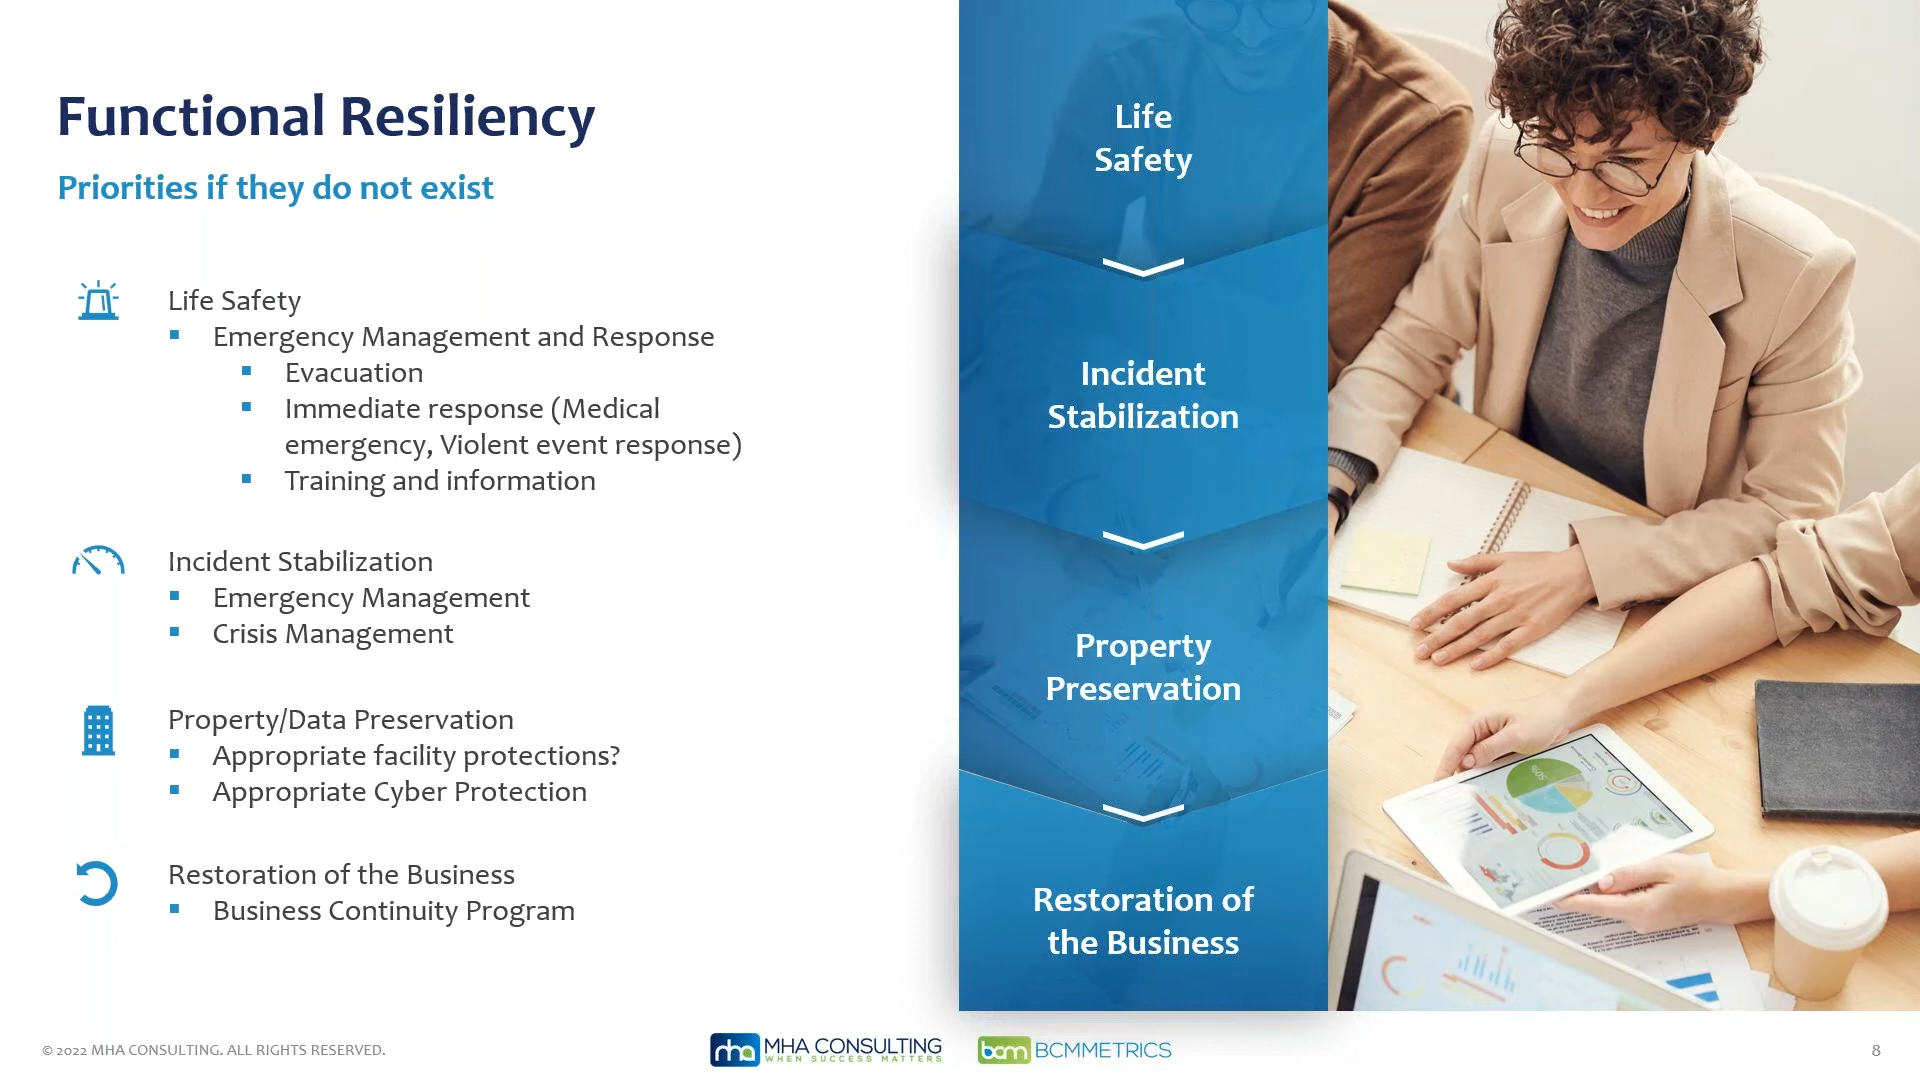 Functional Resiliency
Priorities if they do not exist
Life Safety
Emergency Management and Response
Evacuation
Immediate response (Medical
emergency, Violent event response)
Training and information
Incident Stabilization
Emergency Management
Crisis Management
Property/Data Preservation
Appropriate facility protections?
Appropriate Cyber Protection
Restoration of the Business
Business Continuity Program
Life
Safety
Incident
Stabilization
Property
Preservation
Restoration of
the Business
© 2022 MHA CONSULTING. ALL RIGHTS RESERVED.
mha MHA CONSULTING
WHEN SUCCESS MATTERS
bcm BCMMETRICS
8